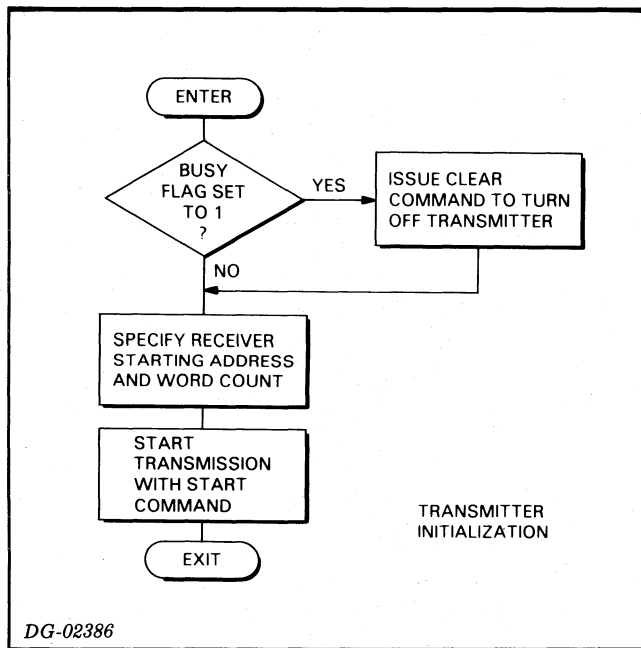 ENTER
BUSY
FLAG SET
TO 1
?
YES
ISSUE CLEAR
COMMAND TO TURN
OFF TRANSMITTER
NO
SPECIFY RECEIVER
STARTING ADDRESS
AND WORD COUNT
START
TRANSMISSION
WITH START
COMMAND
TRANSMITTER
INITIALIZATION
EXIT
DG-02386